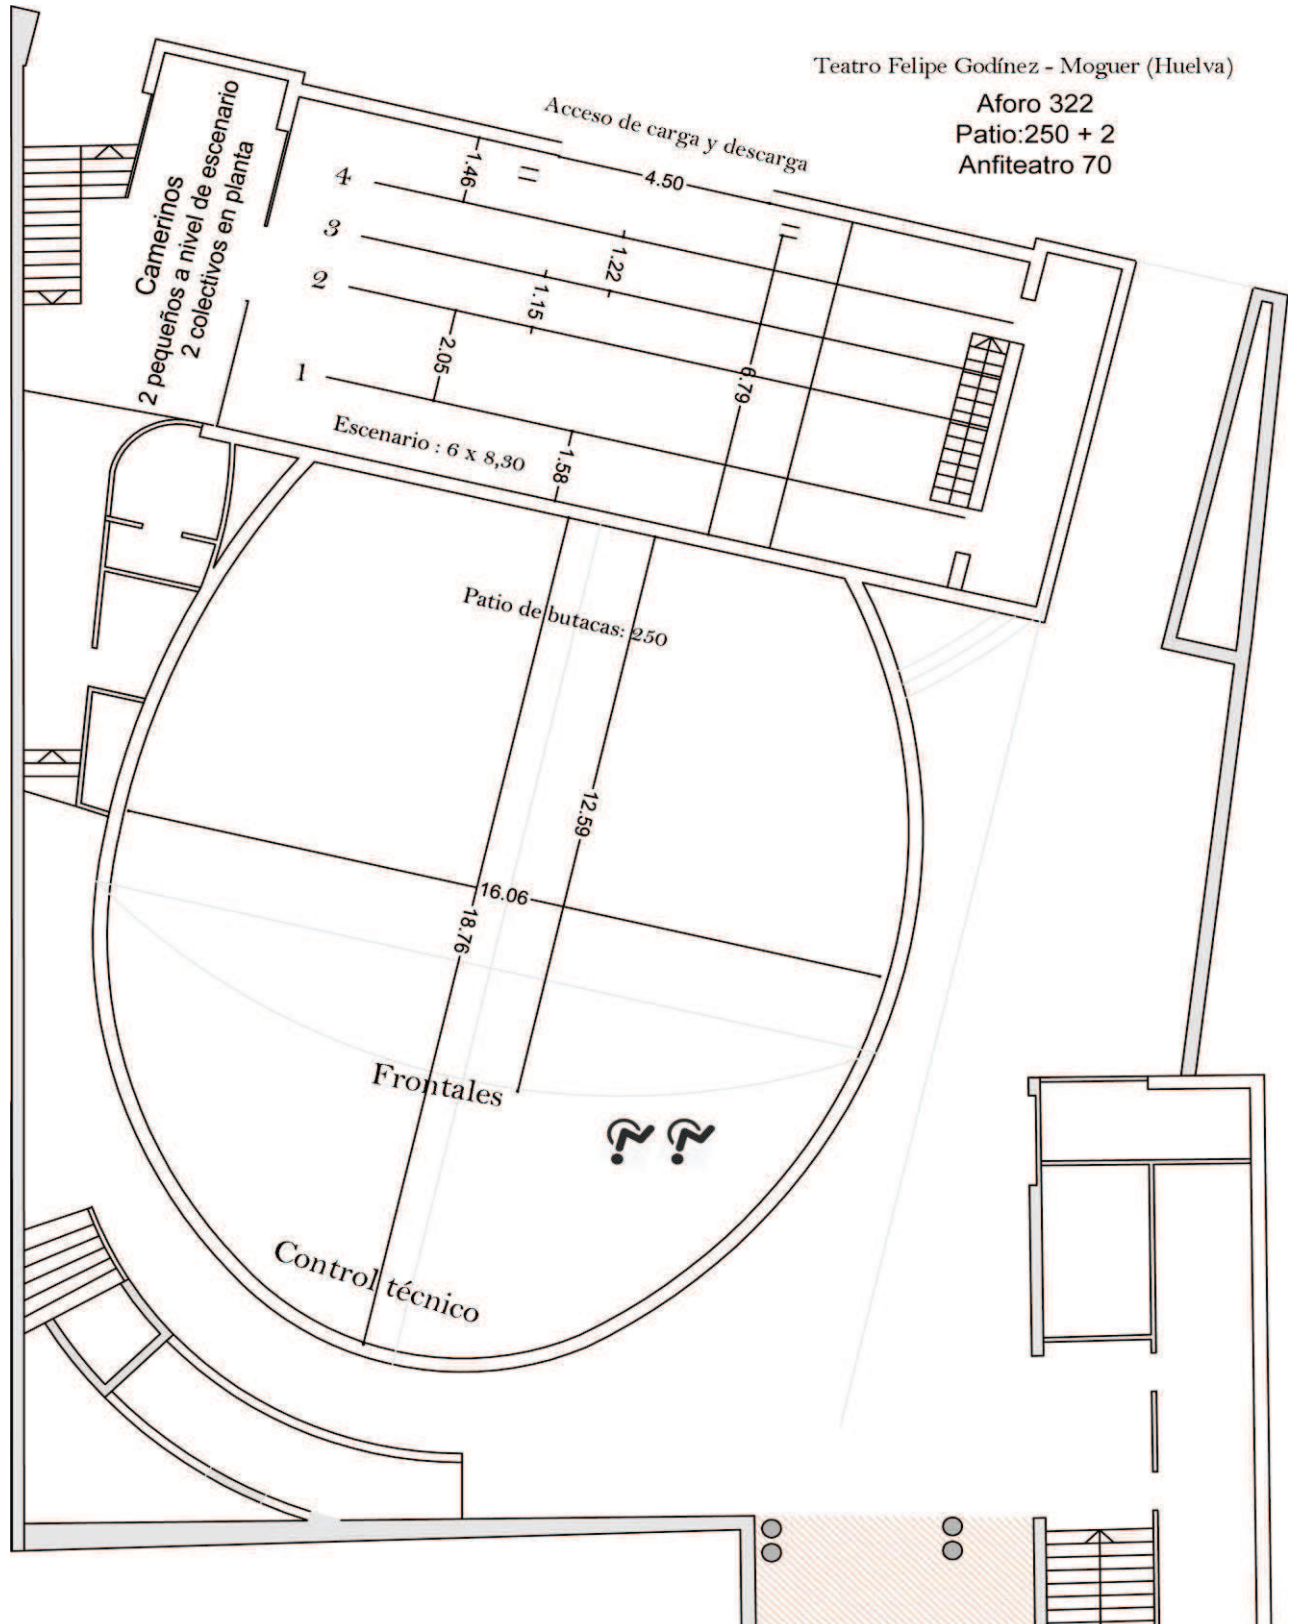 Teatro Felipe Godínez - Moguer (Huelva)
Aforo 322
Patio:250 + 2
Anfiteatro 70
Acceso de carga y descarga
4.50
Camerinos
2 pequeños a nivel de escenario
2 colectivos en planta
4
1.46
3
1.22
2
1.15
2.05
6.79
1
Escenario : 6 x 8,30
1.58
Patio de butacas: 250
12.59
16.06
18.76
Frontales
Control técnico